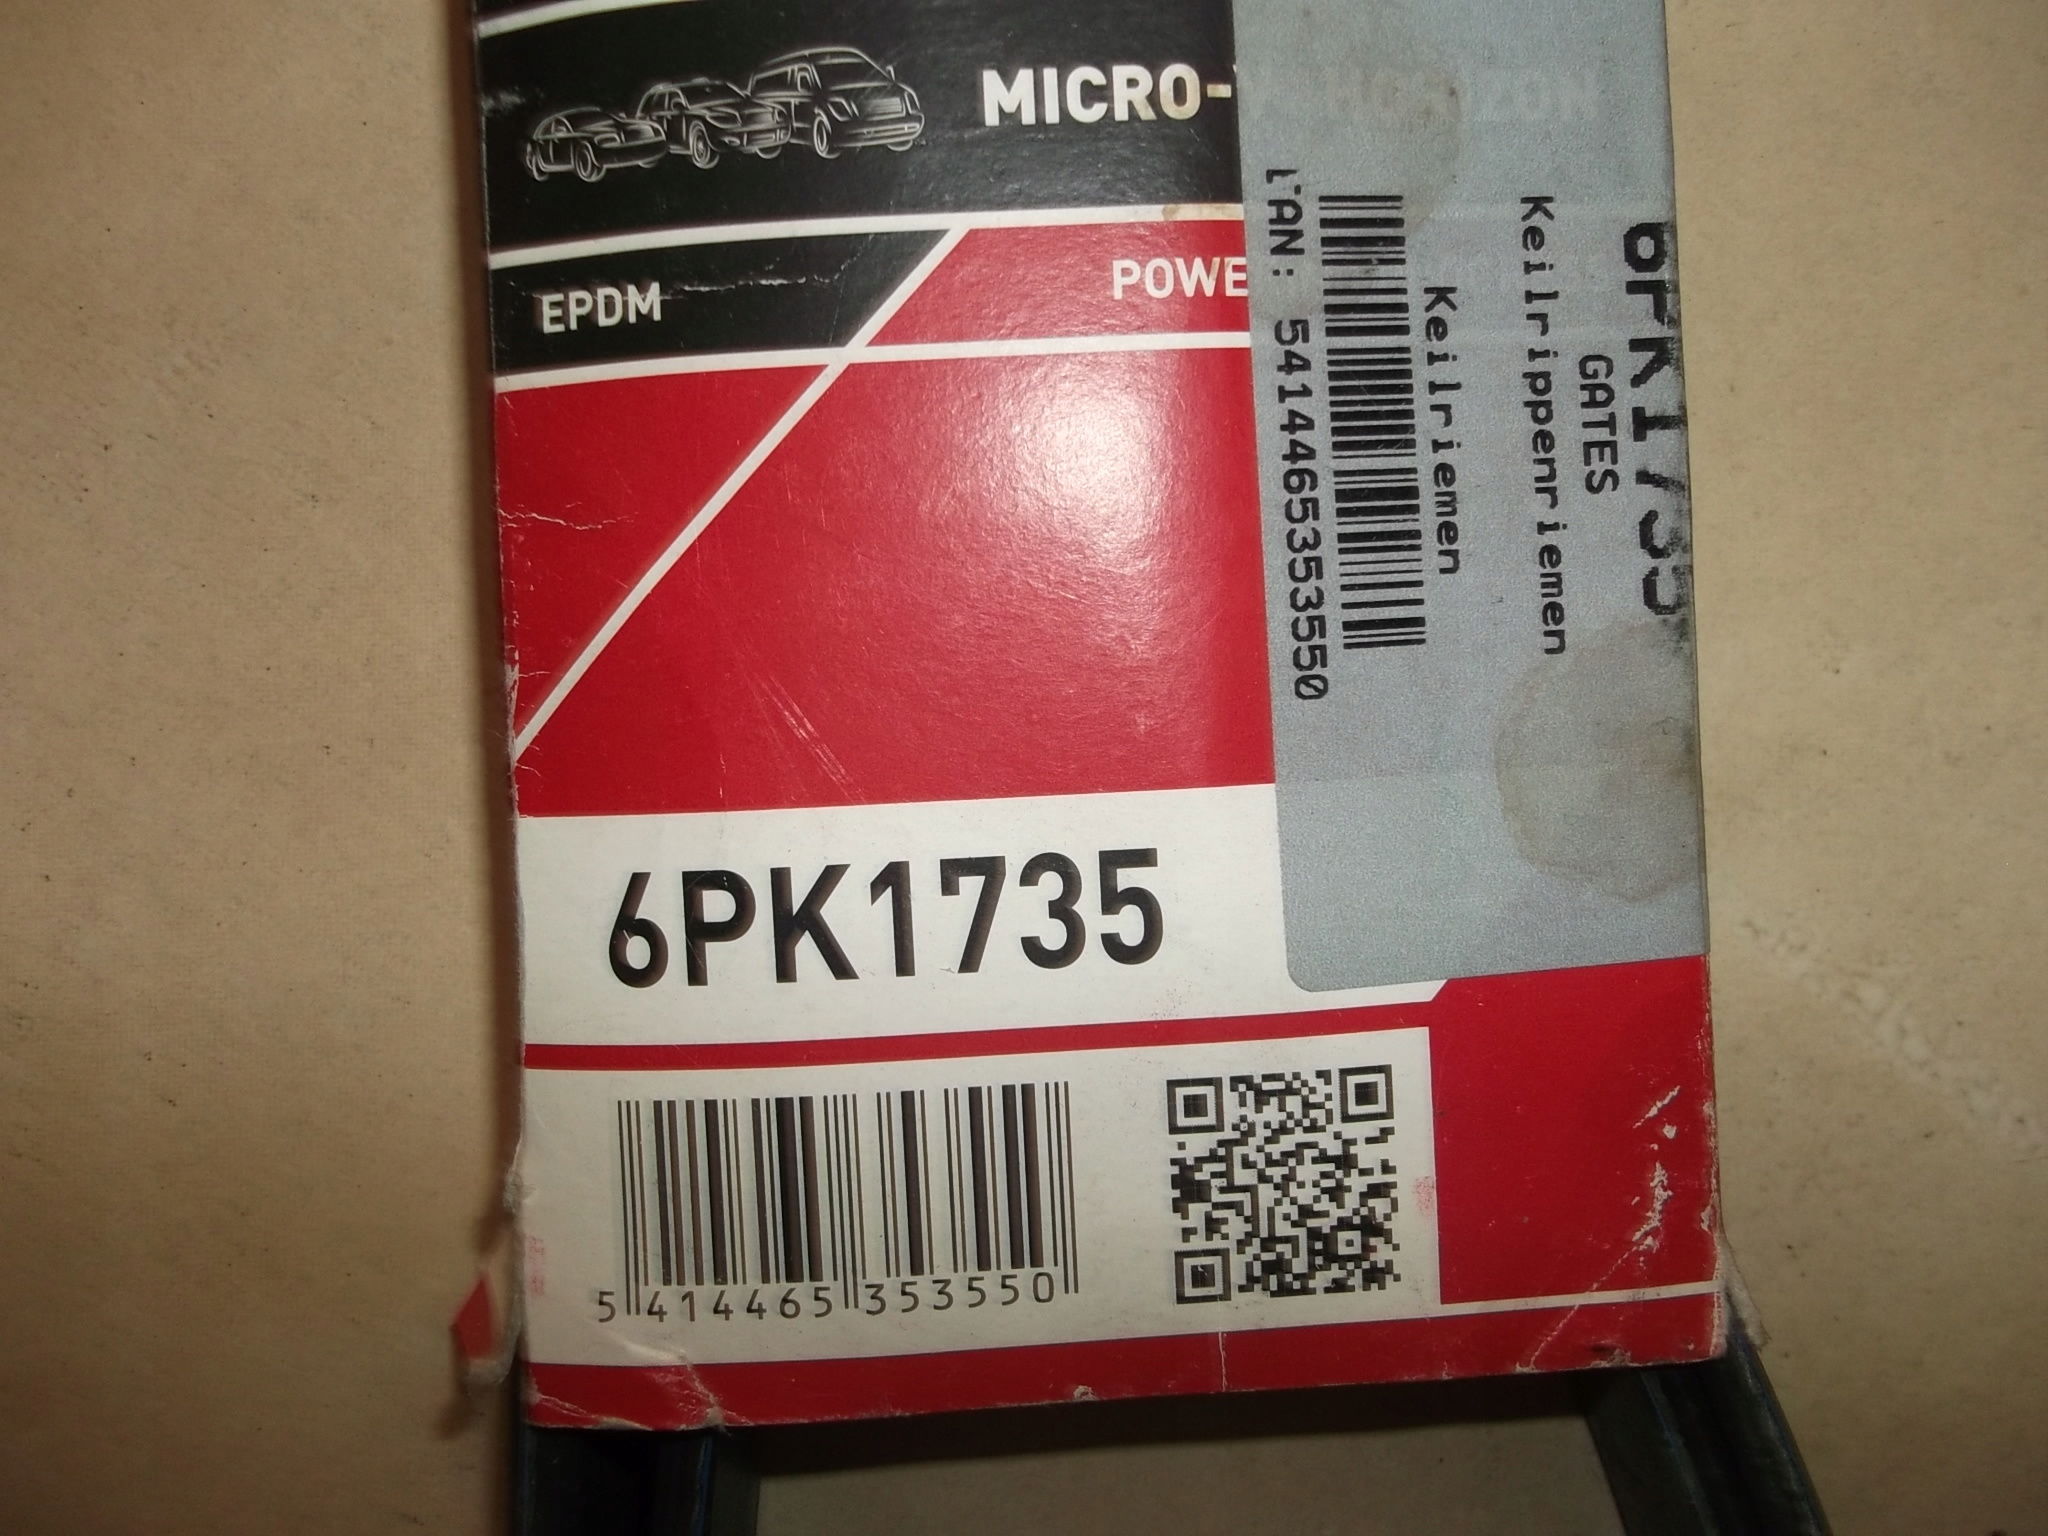 MICRO-
EPDM
POWE
6PK1735
5 414465 353550
6PK1735
GATES
Keilrippenriemen
Keilriemen
EAN: 5414465353550